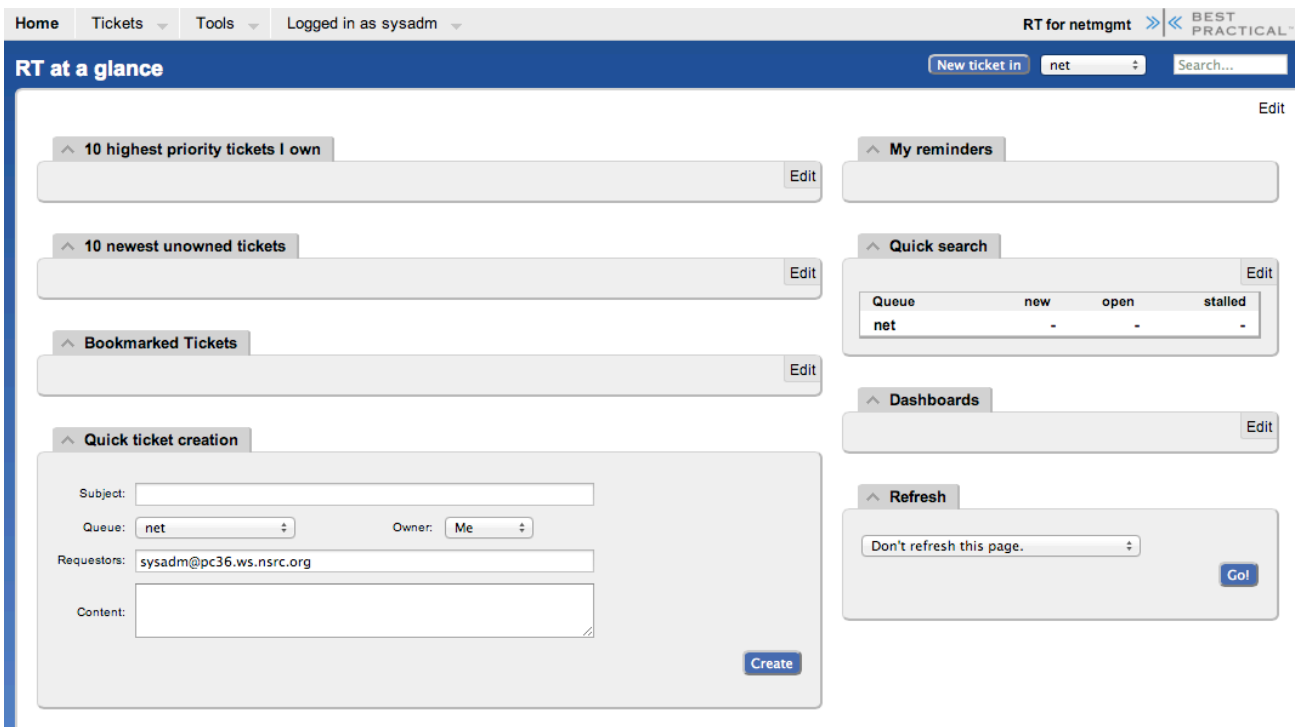 Home Tickets Tools Logged in as sysadm RT for netmgmt BEST PRACTICAL™
RT at a glance New ticket in net Search...
Edit
10 highest priority tickets I own
Edit
10 newest unowned tickets
Edit
Bookmarked Tickets
Edit
Quick ticket creation
Subject:
Queue: net Owner: Me
Requestors: sysadm@pc36.ws.nsrc.org
Content:
Create
My reminders
Quick search
Edit
Queue new open stalled
net - - -
Dashboards
Edit
Refresh
Don't refresh this page.
Go!